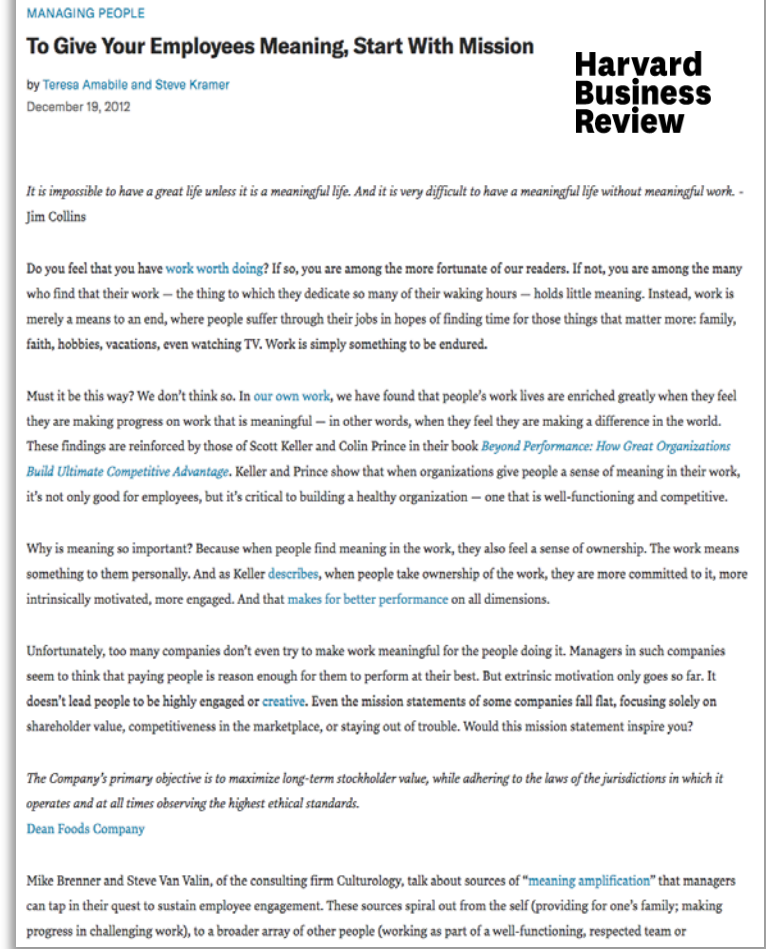 MANAGING PEOPLE
To Give Your Employees Meaning, Start With Mission
by Teresa Amabile and Steve Kramer
December 19, 2012
Harvard
Business
Review
It is impossible to have a great life unless it is a meaningful life. And it is very difficult to have a meaningful life without meaningful work. -
Jim Collins
Do you feel that you have work worth doing? If so, you are among the more fortunate of our readers. If not, you are among the many
who find that their work — the thing to which they dedicate so many of their waking hours — holds little meaning. Instead, work is
merely a means to an end, where people suffer through their jobs in hopes of finding time for those things that matter more: family,
faith, hobbies, vacations, even watching TV. Work is simply something to be endured.
Must it be this way? We don't think so. In our own work, we have found that people's work lives are enriched greatly when they feel
they are making progress on work that is meaningful — in other words, when they feel they are making a difference in the world.
These findings are reinforced by those of Scott Keller and Colin Prince in their book Beyond Performance: How Great Organizations
Build Ultimate Competitive Advantage. Keller and Prince show that when organizations give people a sense of meaning in their work,
it's not only good for employees, but it's critical to building a healthy organization — one that is well-functioning and competitive.
Why is meaning so important? Because when people find meaning in the work, they also feel a sense of ownership. The work means
something to them personally. And as Keller describes, when people take ownership of the work, they are more committed to it, more
intrinsically motivated, more engaged. And that makes for better performance on all dimensions.
Unfortunately, too many companies don't even try to make work meaningful for the people doing it. Managers in such companies
seem to think that paying people is reason enough for them to perform at their best. But extrinsic motivation only goes so far. It
doesn't lead people to be highly engaged or creative. Even the mission statements of some companies fall flat, focusing solely on
shareholder value, competitiveness in the marketplace, or staying out of trouble. Would this mission statement inspire you?
The Company's primary objective is to maximize long-term stockholder value, while adhering to the laws of the jurisdictions in which it
operates and at all times observing the highest ethical standards.
Dean Foods Company
Mike Brenner and Steve Van Valin, of the consulting firm Culturology, talk about sources of "meaning amplification" that managers
can tap in their quest to sustain employee engagement. These sources spiral out from the self (providing for one's family; making
progress in challenging work), to a broader array of other people (working as part of a well-functioning, respected team or